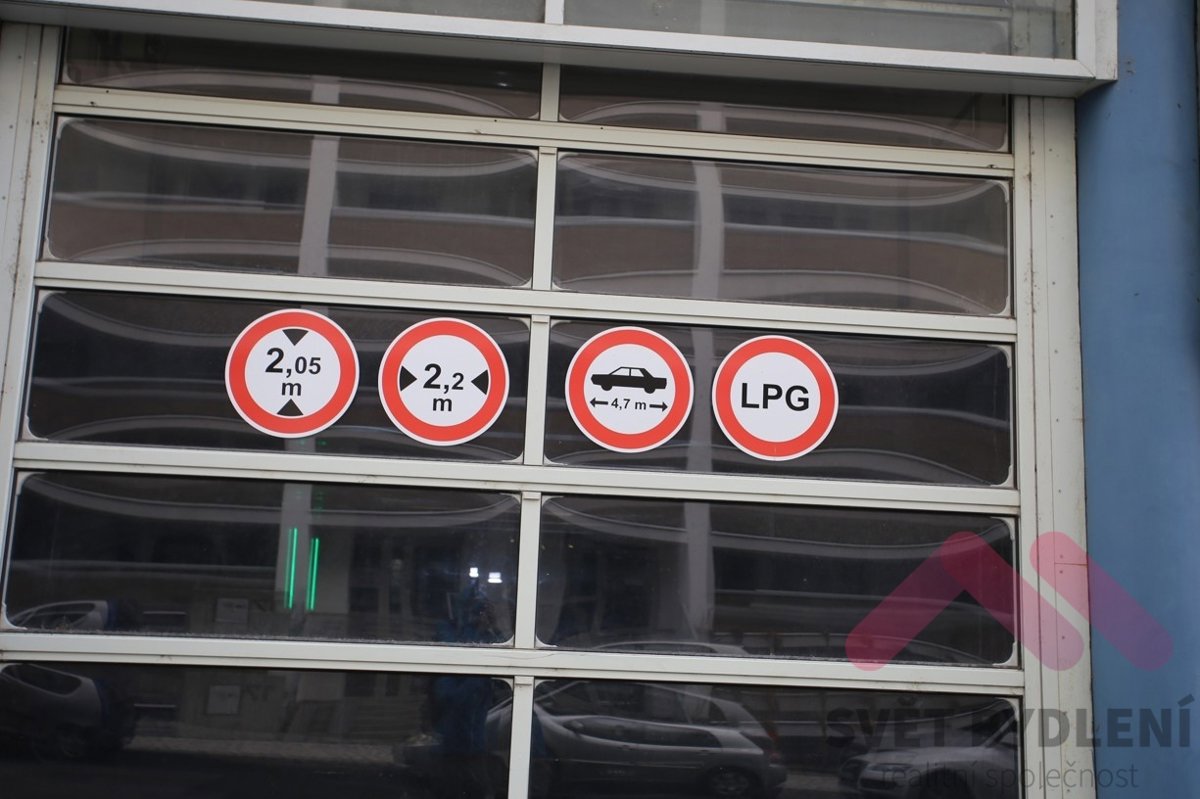 2,05
m
2,2
m
4,7 m
LPG
SVĚT BYDLENÍ
realitní společnost